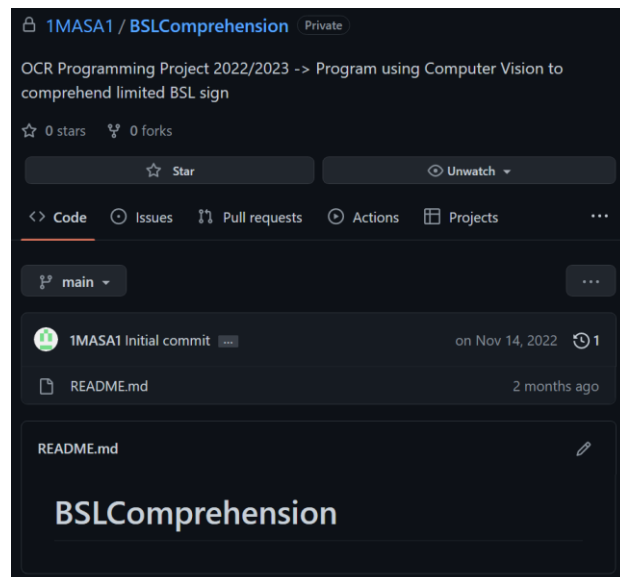 1MASA1 / BSLComprehension Private
OCR Programming Project 2022/2023 -> Program using Computer Vision to
comprehend limited BSL sign
0 stars 0 forks
Star Unwatch
Code Issues Pull requests Actions Projects ...
main ...
1MASA1 Initial commit ... on Nov 14, 2022 1
README.md 2 months ago
README.md
BSLComprehension